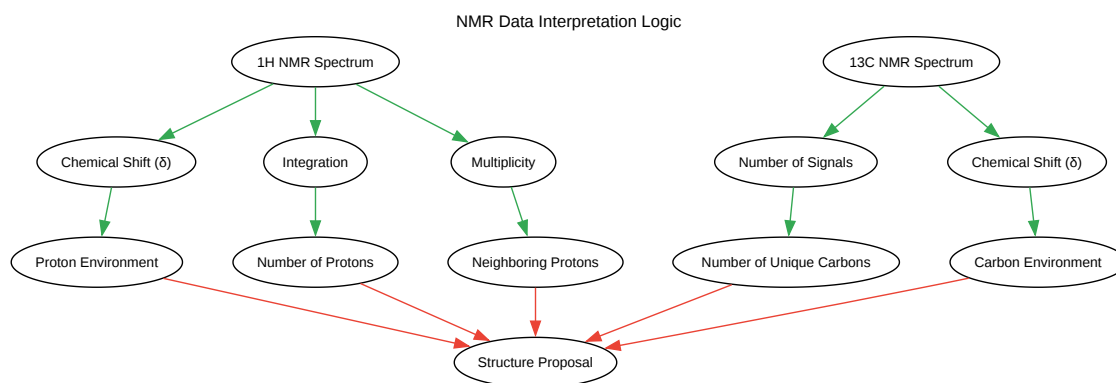 NMR Data Interpretation Logic
1H NMR Spectrum
13C NMR Spectrum
Chemical Shift (δ)
Integration
Multiplicity
Number of Signals
Chemical Shift (δ)
Proton Environment
Number of Protons
Neighboring Protons
Number of Unique Carbons
Carbon Environment
Structure Proposal